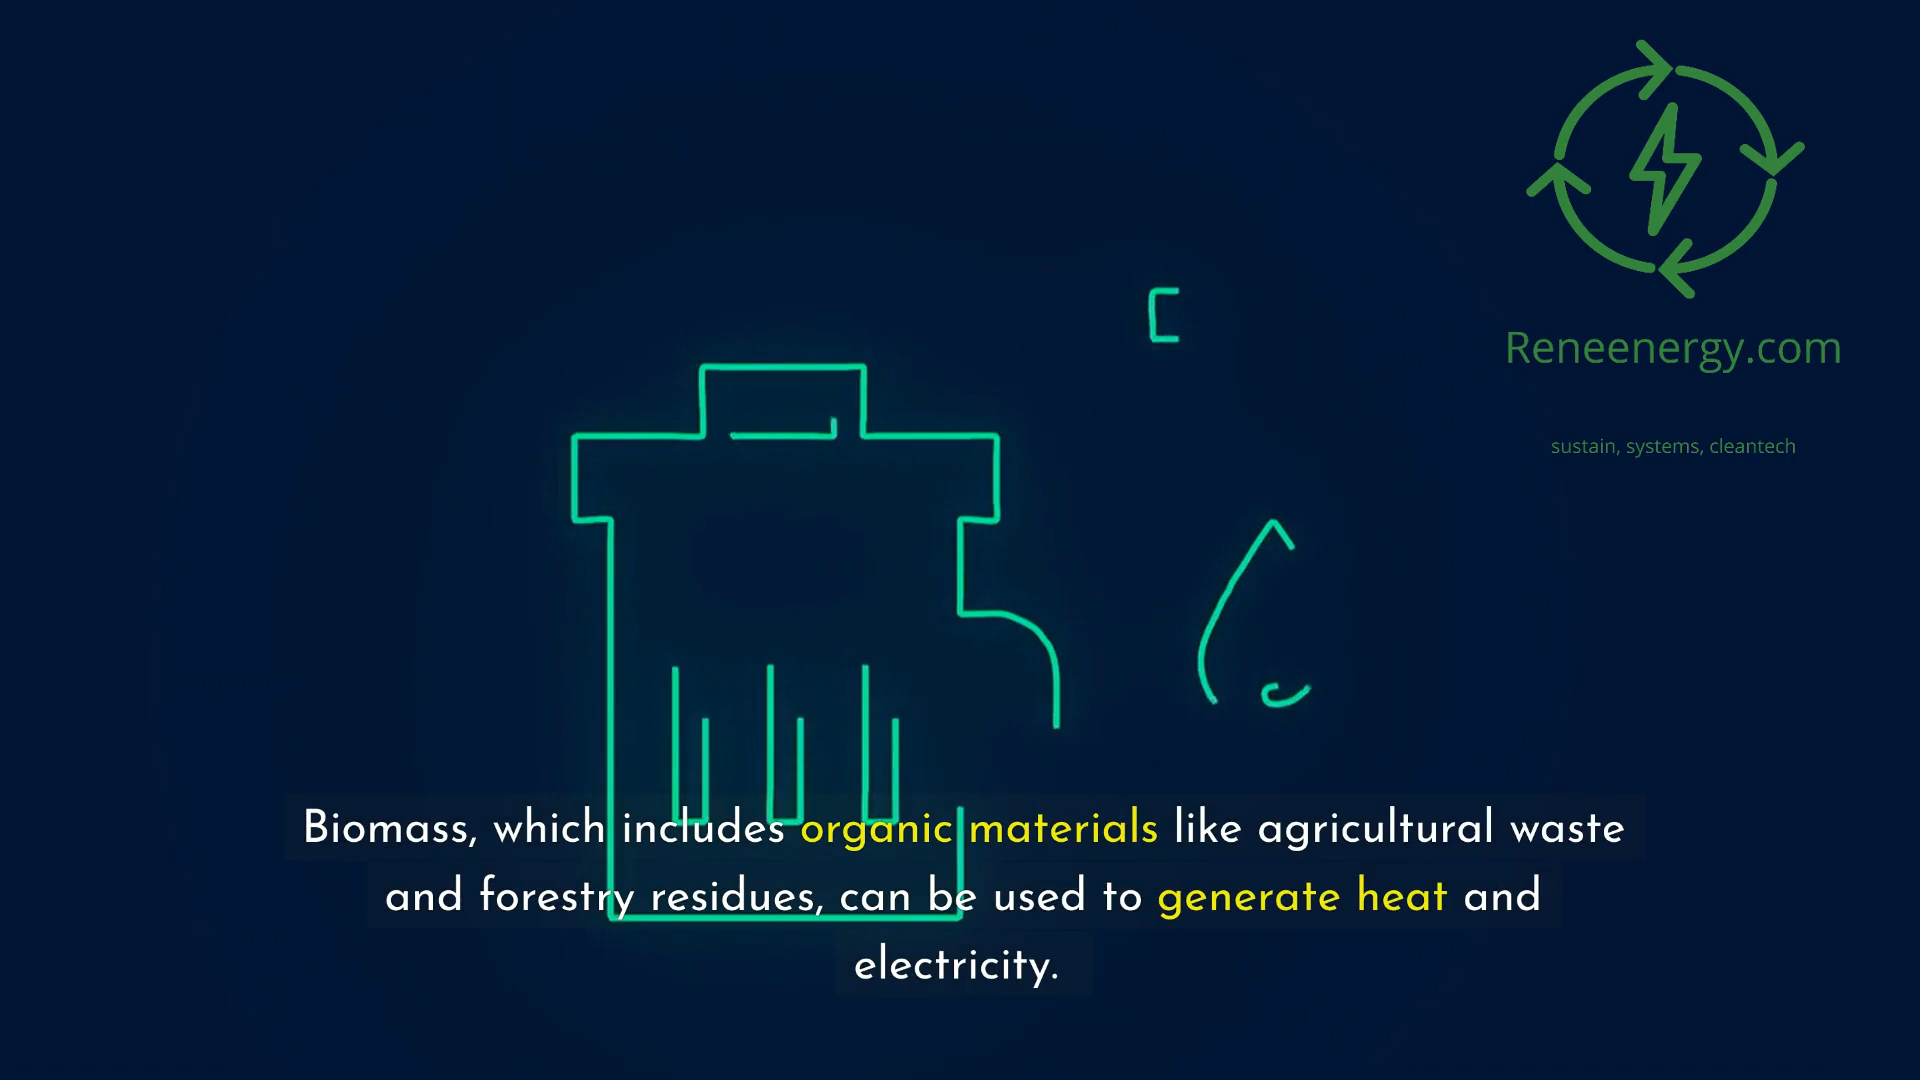 Reneenergy.com
sustain, systems, cleantech
Biomass, which includes organic materials like agricultural waste
and forestry residues, can be used to generate heat and
electricity.